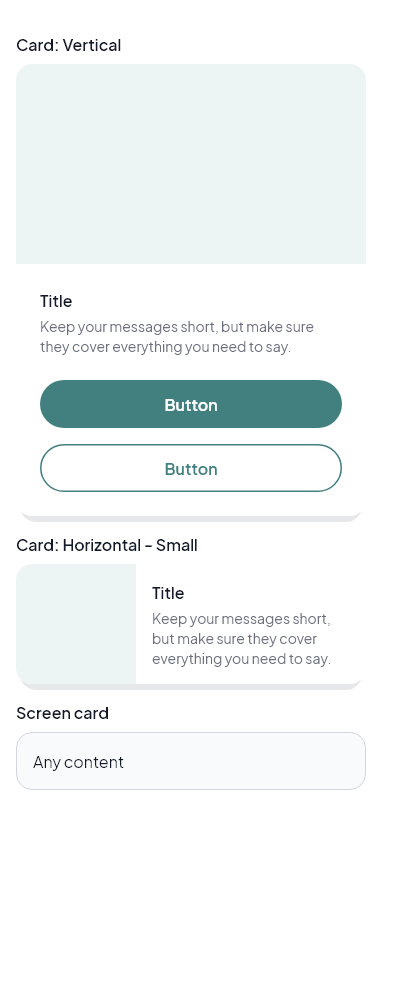 Card: Vertical
Title
Keep your messages short, but make sure
they cover everything you need to say.
Button
Button
Card: Horizontal - Small
Title
Keep your messages short,
but make sure they cover
everything you need to say.
Screen card
Any content